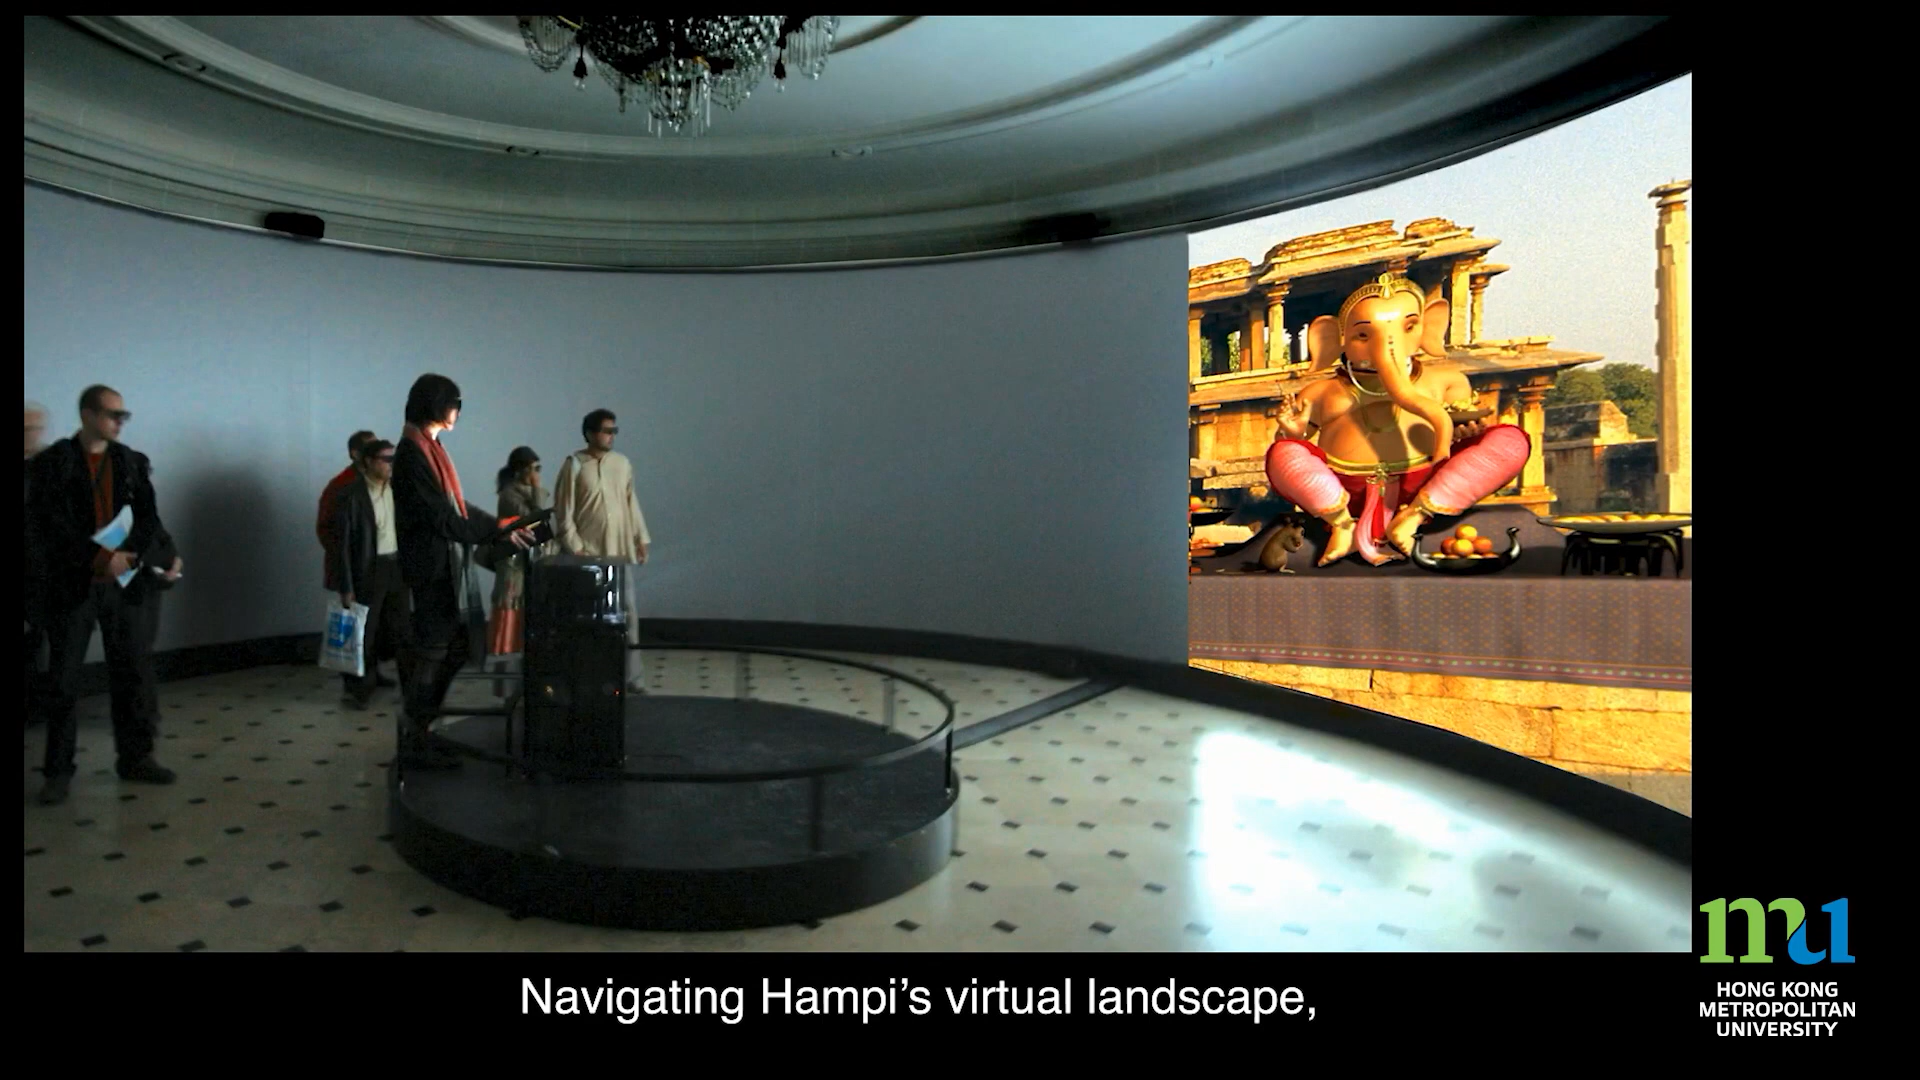 Navigating Hampi’s virtual landscape,
mu
HONG KONG
METROPOLITAN
UNIVERSITY